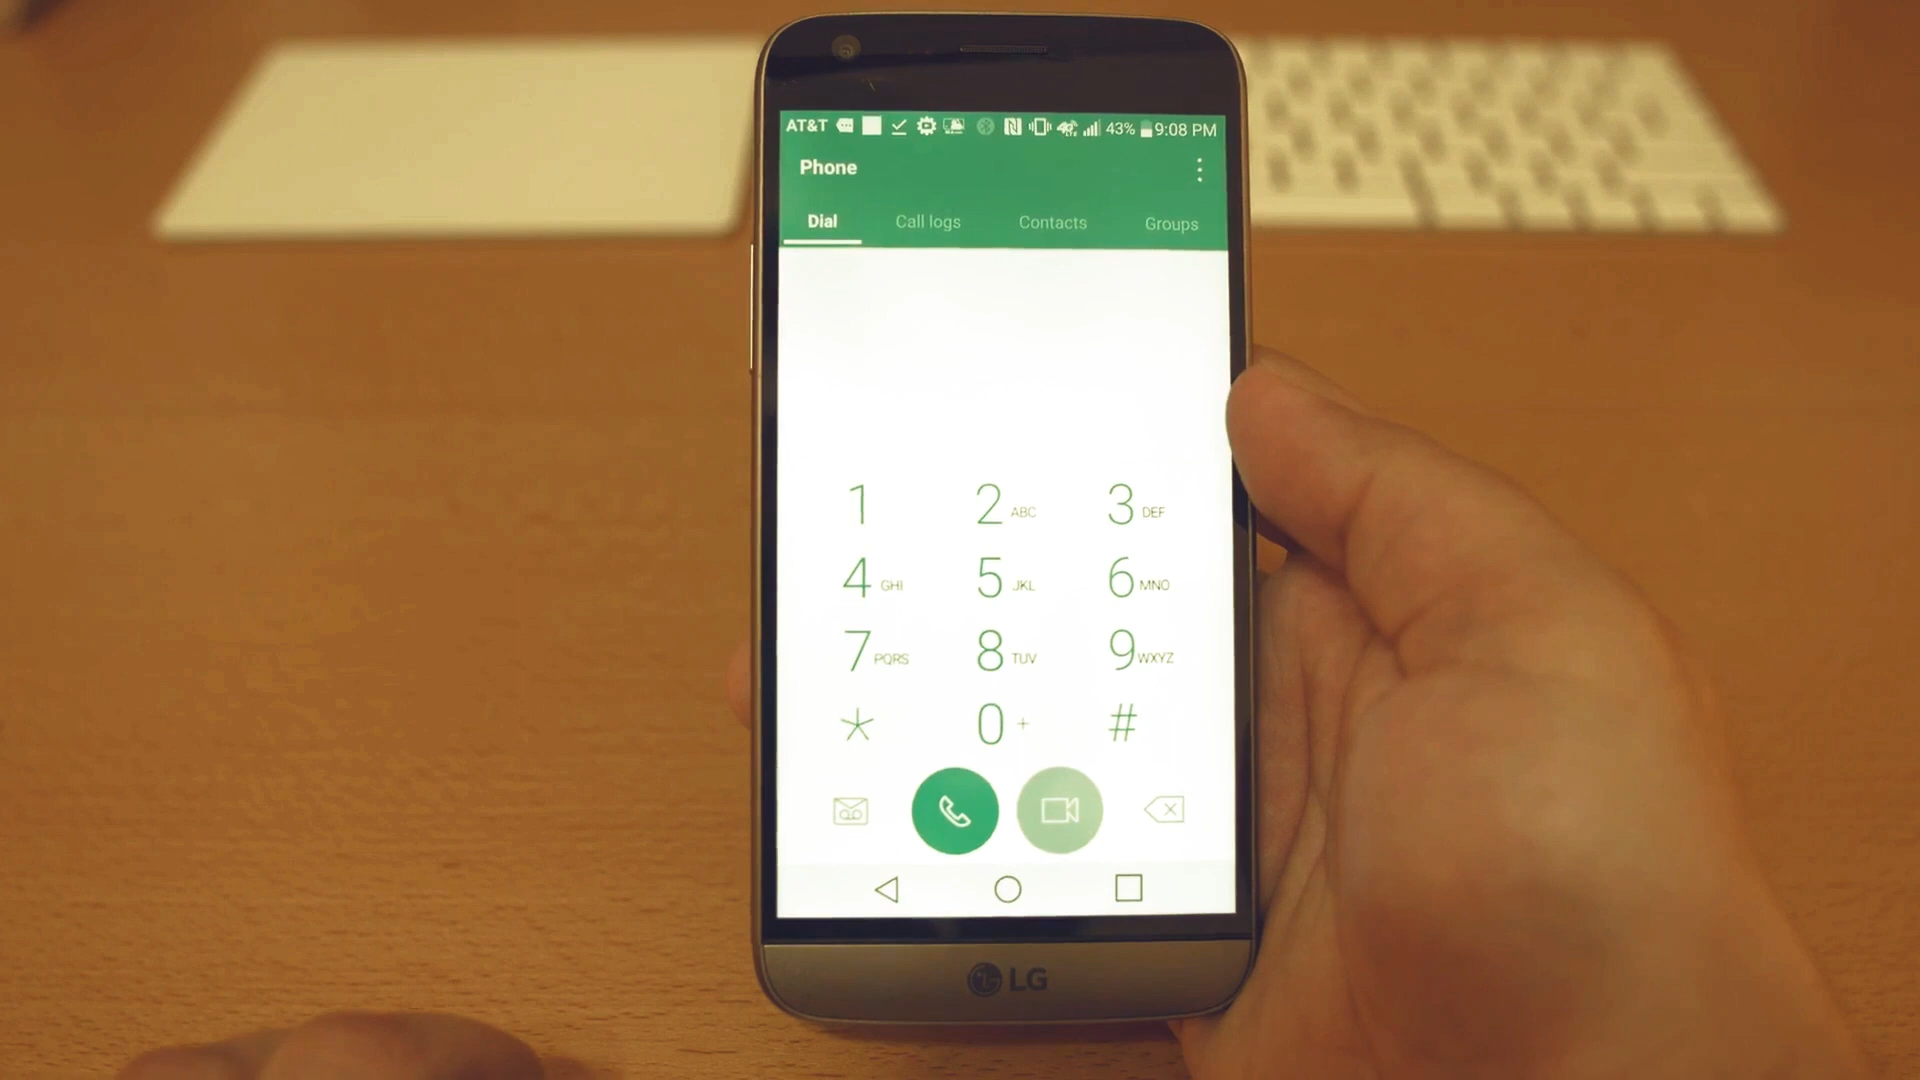 AT&T 43% 9:08 PM
Phone
Dial Call logs Contacts Groups
1 2 ABC 3 DEF
4 GHI 5 JKL 6 MNO
7 PQRS 8 TUV 9 WXYZ
* 0 + #
LG